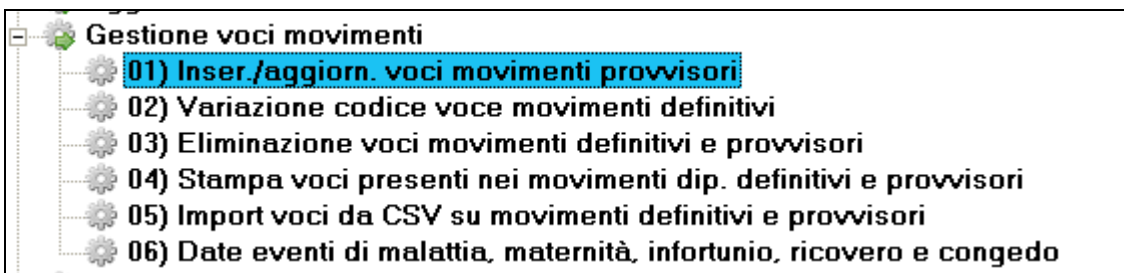 Gestione voci movimenti
01) Inser./aggiorn. voci movimenti provvisori
02) Variazione codice voce movimenti definitivi
03) Eliminazione voci movimenti definitivi e provvisori
04) Stampa voci presenti nei movimenti dip. definitivi e provvisori
05) Import voci da CSV su movimenti definitivi e provvisori
06) Date eventi di malattia, maternità, infortunio, ricovero e congedo